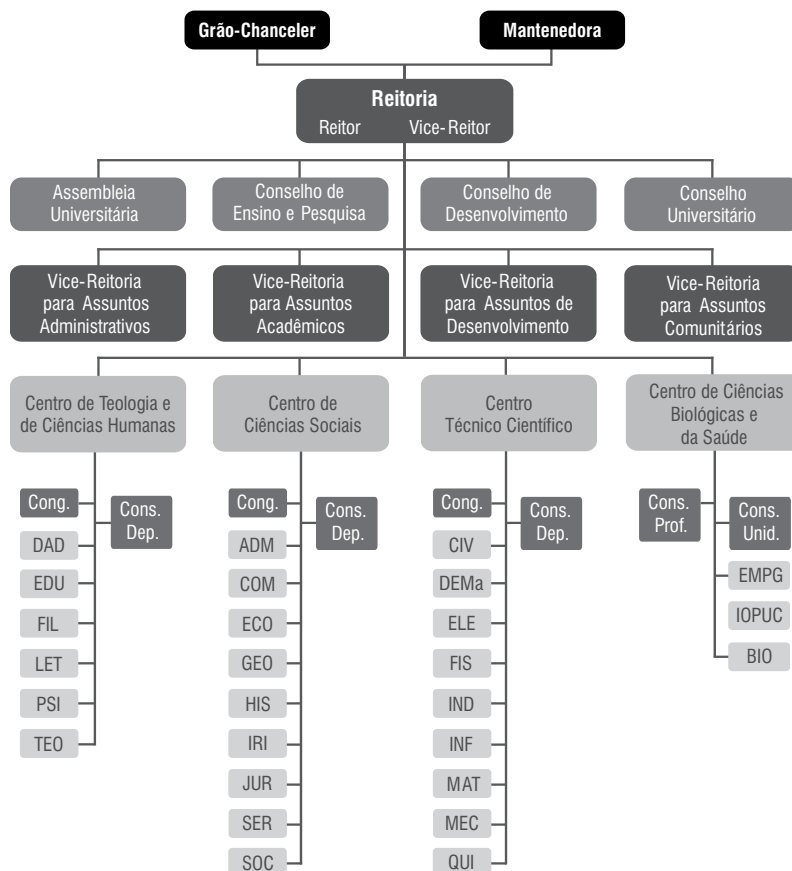 Grão-Chanceler
Mantenedora
Reitoria
Reitor Vice-Reitor
Assembleia
Universitária
Conselho de
Ensino e Pesquisa
Conselho de
Desenvolvimento
Conselho
Universitário
Vice-Reitoria
para Assuntos
Administrativos
Vice-Reitoria
para Assuntos
Acadêmicos
Vice-Reitoria
para Assuntos de
Desenvolvimento
Vice-Reitoria
para Assuntos
Comunitários
Centro de Teologia e
de Ciências Humanas
Centro de
Ciências Sociais
Centro
Técnico Científico
Centro de Ciências
Biológicas e
da Saúde
Cong.
Cons.
Dep.
DAD
EDU
FIL
LET
PSI
TEO
Cong.
Cons.
Dep.
ADM
COM
ECO
GEO
HIS
IRI
JUR
SER
SOC
Cong.
Cons.
Dep.
CIV
DEMa
ELE
FIS
IND
INF
MAT
MEC
QUI
Cons.
Prof.
Cons.
Unid.
EMPG
IOPUC
BIO